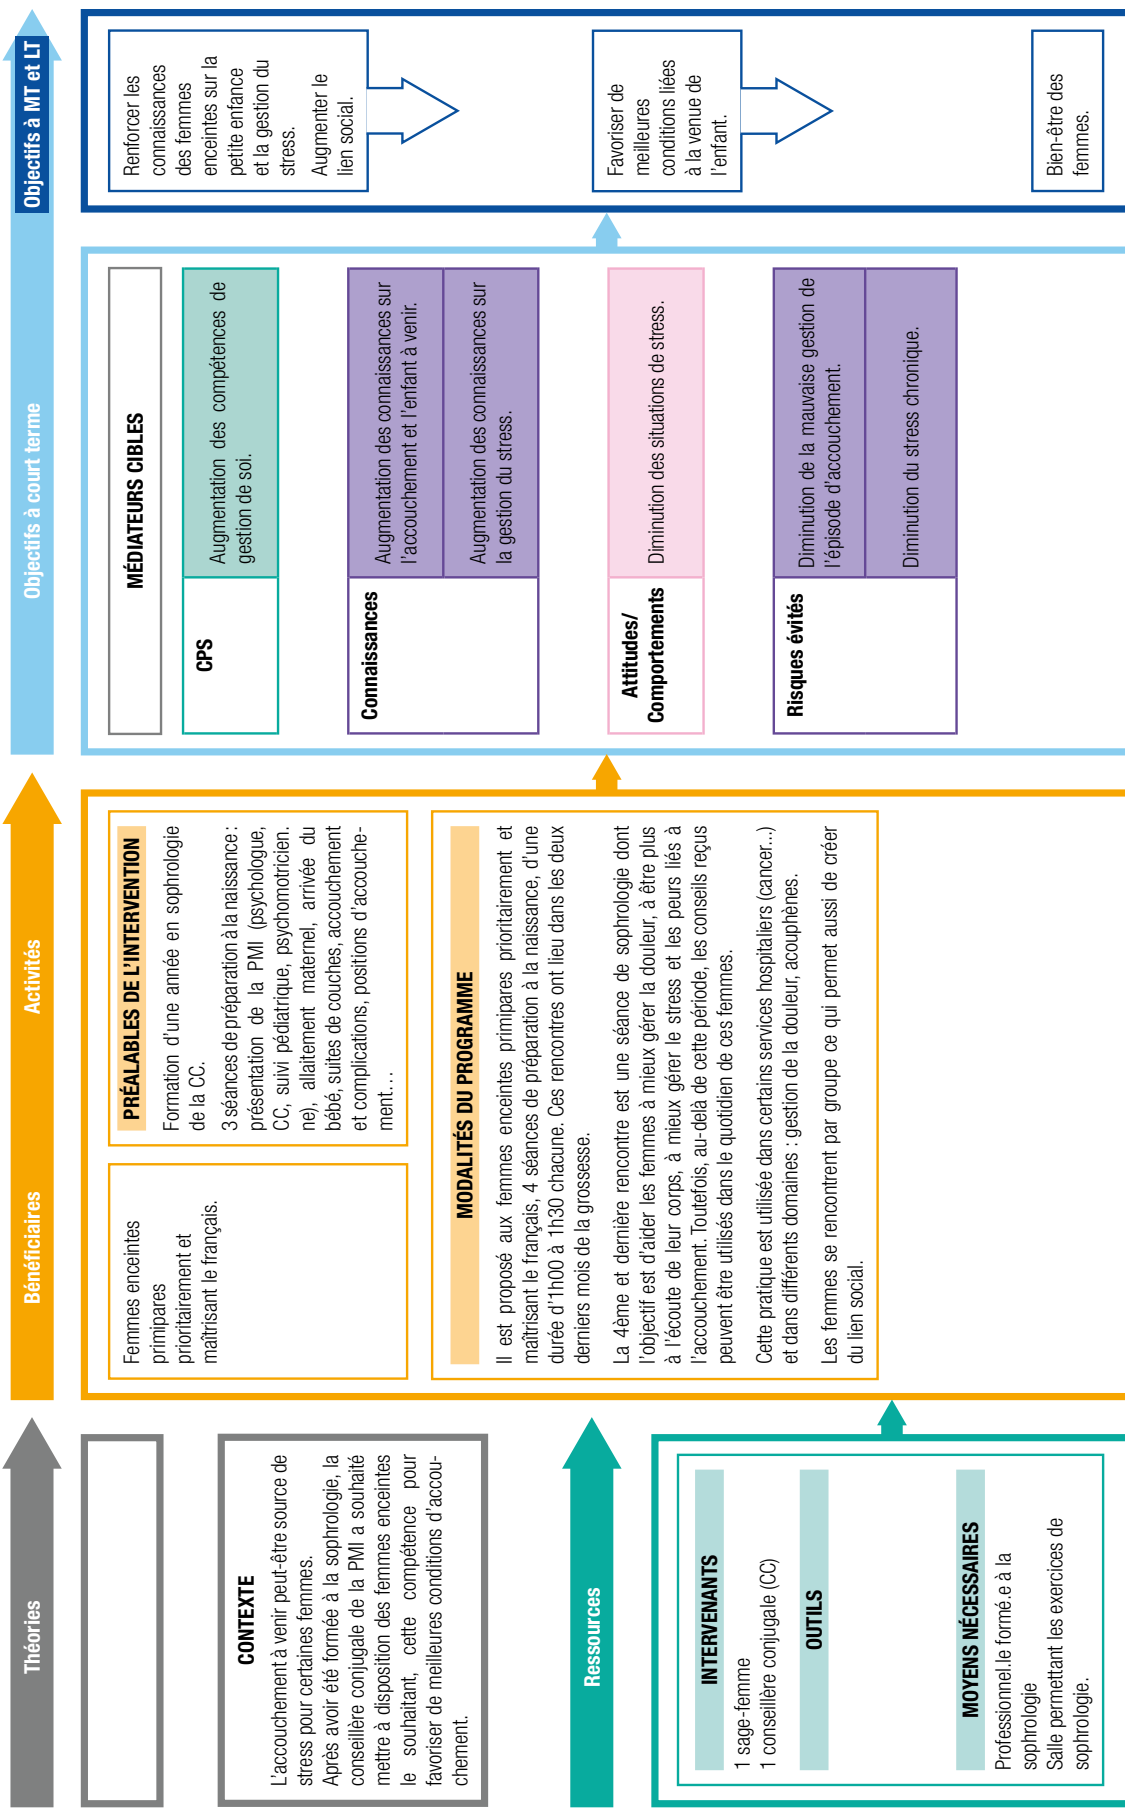 Théories
CONTEXTE
L'accouchement à venir peut-être source de
stress pour certaines femmes.
Après avoir été formée à la sophrologie, la
conseillère conjugale de la PMI a souhaité
mettre à disposition des femmes enceintes
le souhaitant, cette compétence pour
favoriser de meilleures conditions d'accou-
chement.
Ressources
INTERVENANTS
1 sage-femme
1 conseillère conjugale (CC)
OUTILS
MOYENS NÉCESSAIRES
Professionnel.le formé.e à la
sophrologie
Salle permettant les exercices de
sophrologie.
Bénéficiaires
Activités
Femmes enceintes
primipares
prioritairement et
maîtrisant le français.
PRÉALABLES DE L'INTERVENTION
Formation d'une année en sophrologie
de la CC.
3 séances de préparation à la naissance :
présentation de la PMI (psychologue,
CC, suivi pédiatrique, psychomotricien.
ne), allaitement maternel, arrivée du
bébé, suites de couches, accouchement
et complications, positions d'accouche-
ment…
MODALITÉS DU PROGRAMME
Il est proposé aux femmes enceintes primipares prioritairement et
maîtrisant le français, 4 séances de préparation à la naissance, d'une
durée d'1h00 à 1h30 chacune. Ces rencontres ont lieu dans les deux
derniers mois de la grossesse.
La 4ème et dernière rencontre est une séance de sophrologie dont
l'objectif est d'aider les femmes à mieux gérer la douleur, à être plus
à l'écoute de leur corps, à mieux gérer le stress et les peurs liés à
l'accouchement. Toutefois, au-delà de cette période, les conseils reçus
peuvent être utilisés dans le quotidien de ces femmes.
Cette pratique est utilisée dans certains services hospitaliers (cancer...)
et dans différents domaines : gestion de la douleur, acouphènes.
Les femmes se rencontrent par groupe ce qui permet aussi de créer
du lien social.
Objectifs à court terme
MÉDIATEURS CIBLES
CPS
Augmentation des compétences de
gestion de soi.
Connaissances
Augmentation des connaissances sur
l'accouchement et l'enfant à venir.
Augmentation des connaissances sur
la gestion du stress.
Attitudes/
Comportements
Diminution des situations de stress.
Risques évités
Diminution de la mauvaise gestion de
l'épisode d'accouchement.
Diminution du stress chronique.
Objectifs à MT et LT
Renforcer les
connaissances
des femmes
enceintes sur la
petite enfance
et la gestion du
stress.
Augmenter le
lien social.
Favoriser de
meilleures
conditions liées
à la venue de
l'enfant.
Bien-être des
femmes.